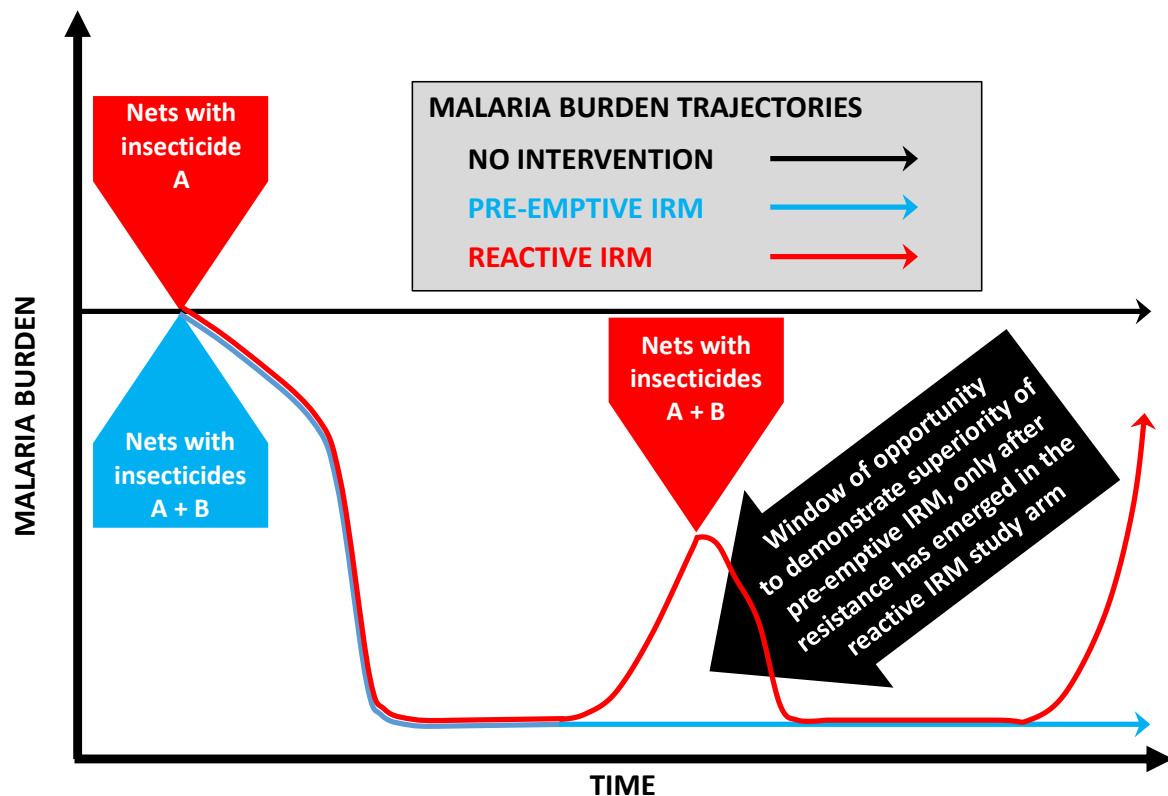 Nets with
insecticide
A
MALARIA BURDEN TRAJECTORIES
NO INTERVENTION
PRE-EMPTIVE IRM
REACTIVE IRM
MALARIA BURDEN
Nets with
insecticides
A + B
Nets with
insecticides
A + B
Window of opportunity
to demonstrate superiority of
pre-emptive IRM, only after
resistance has emerged in the
reactive IRM study arm
TIME